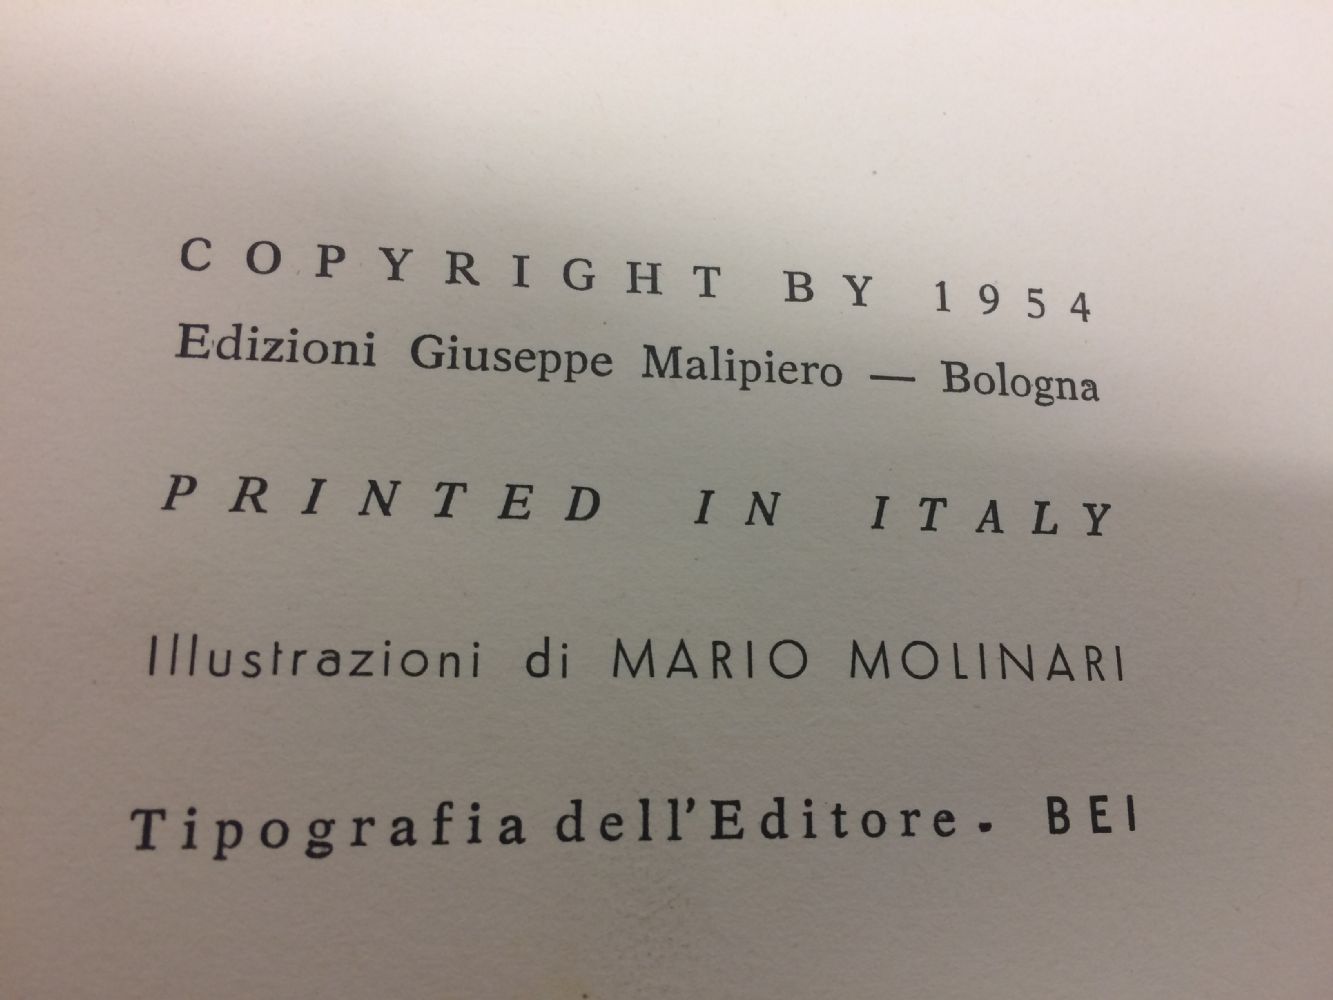 COPYRIGHT BY 1954
Edizioni Giuseppe Malipiero — Bologna
PRINTED IN ITALY
Illustrazioni di MARIO MOLINARI
Tipografia dell'Editore. BEI